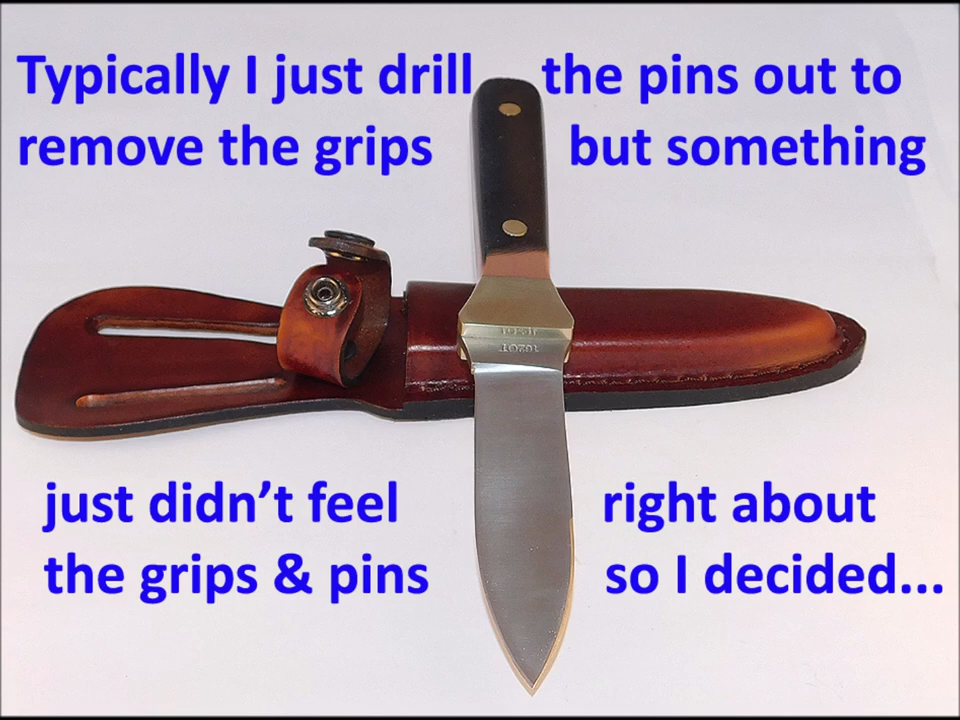 Typically I just drill the pins out to
remove the grips but something
just didn’t feel right about
the grips & pins so I decided...
162OT